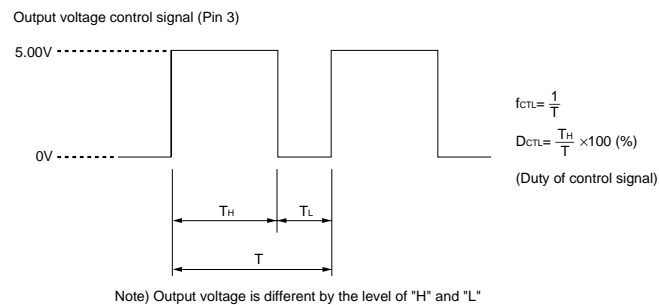 Output voltage control signal (Pin 3)
5.00V
0V
TH
TL
T
fCTL= 1/T
DCTL= TH/T ×100 (%)
(Duty of control signal)
Note) Output voltage is different by the level of "H" and "L"